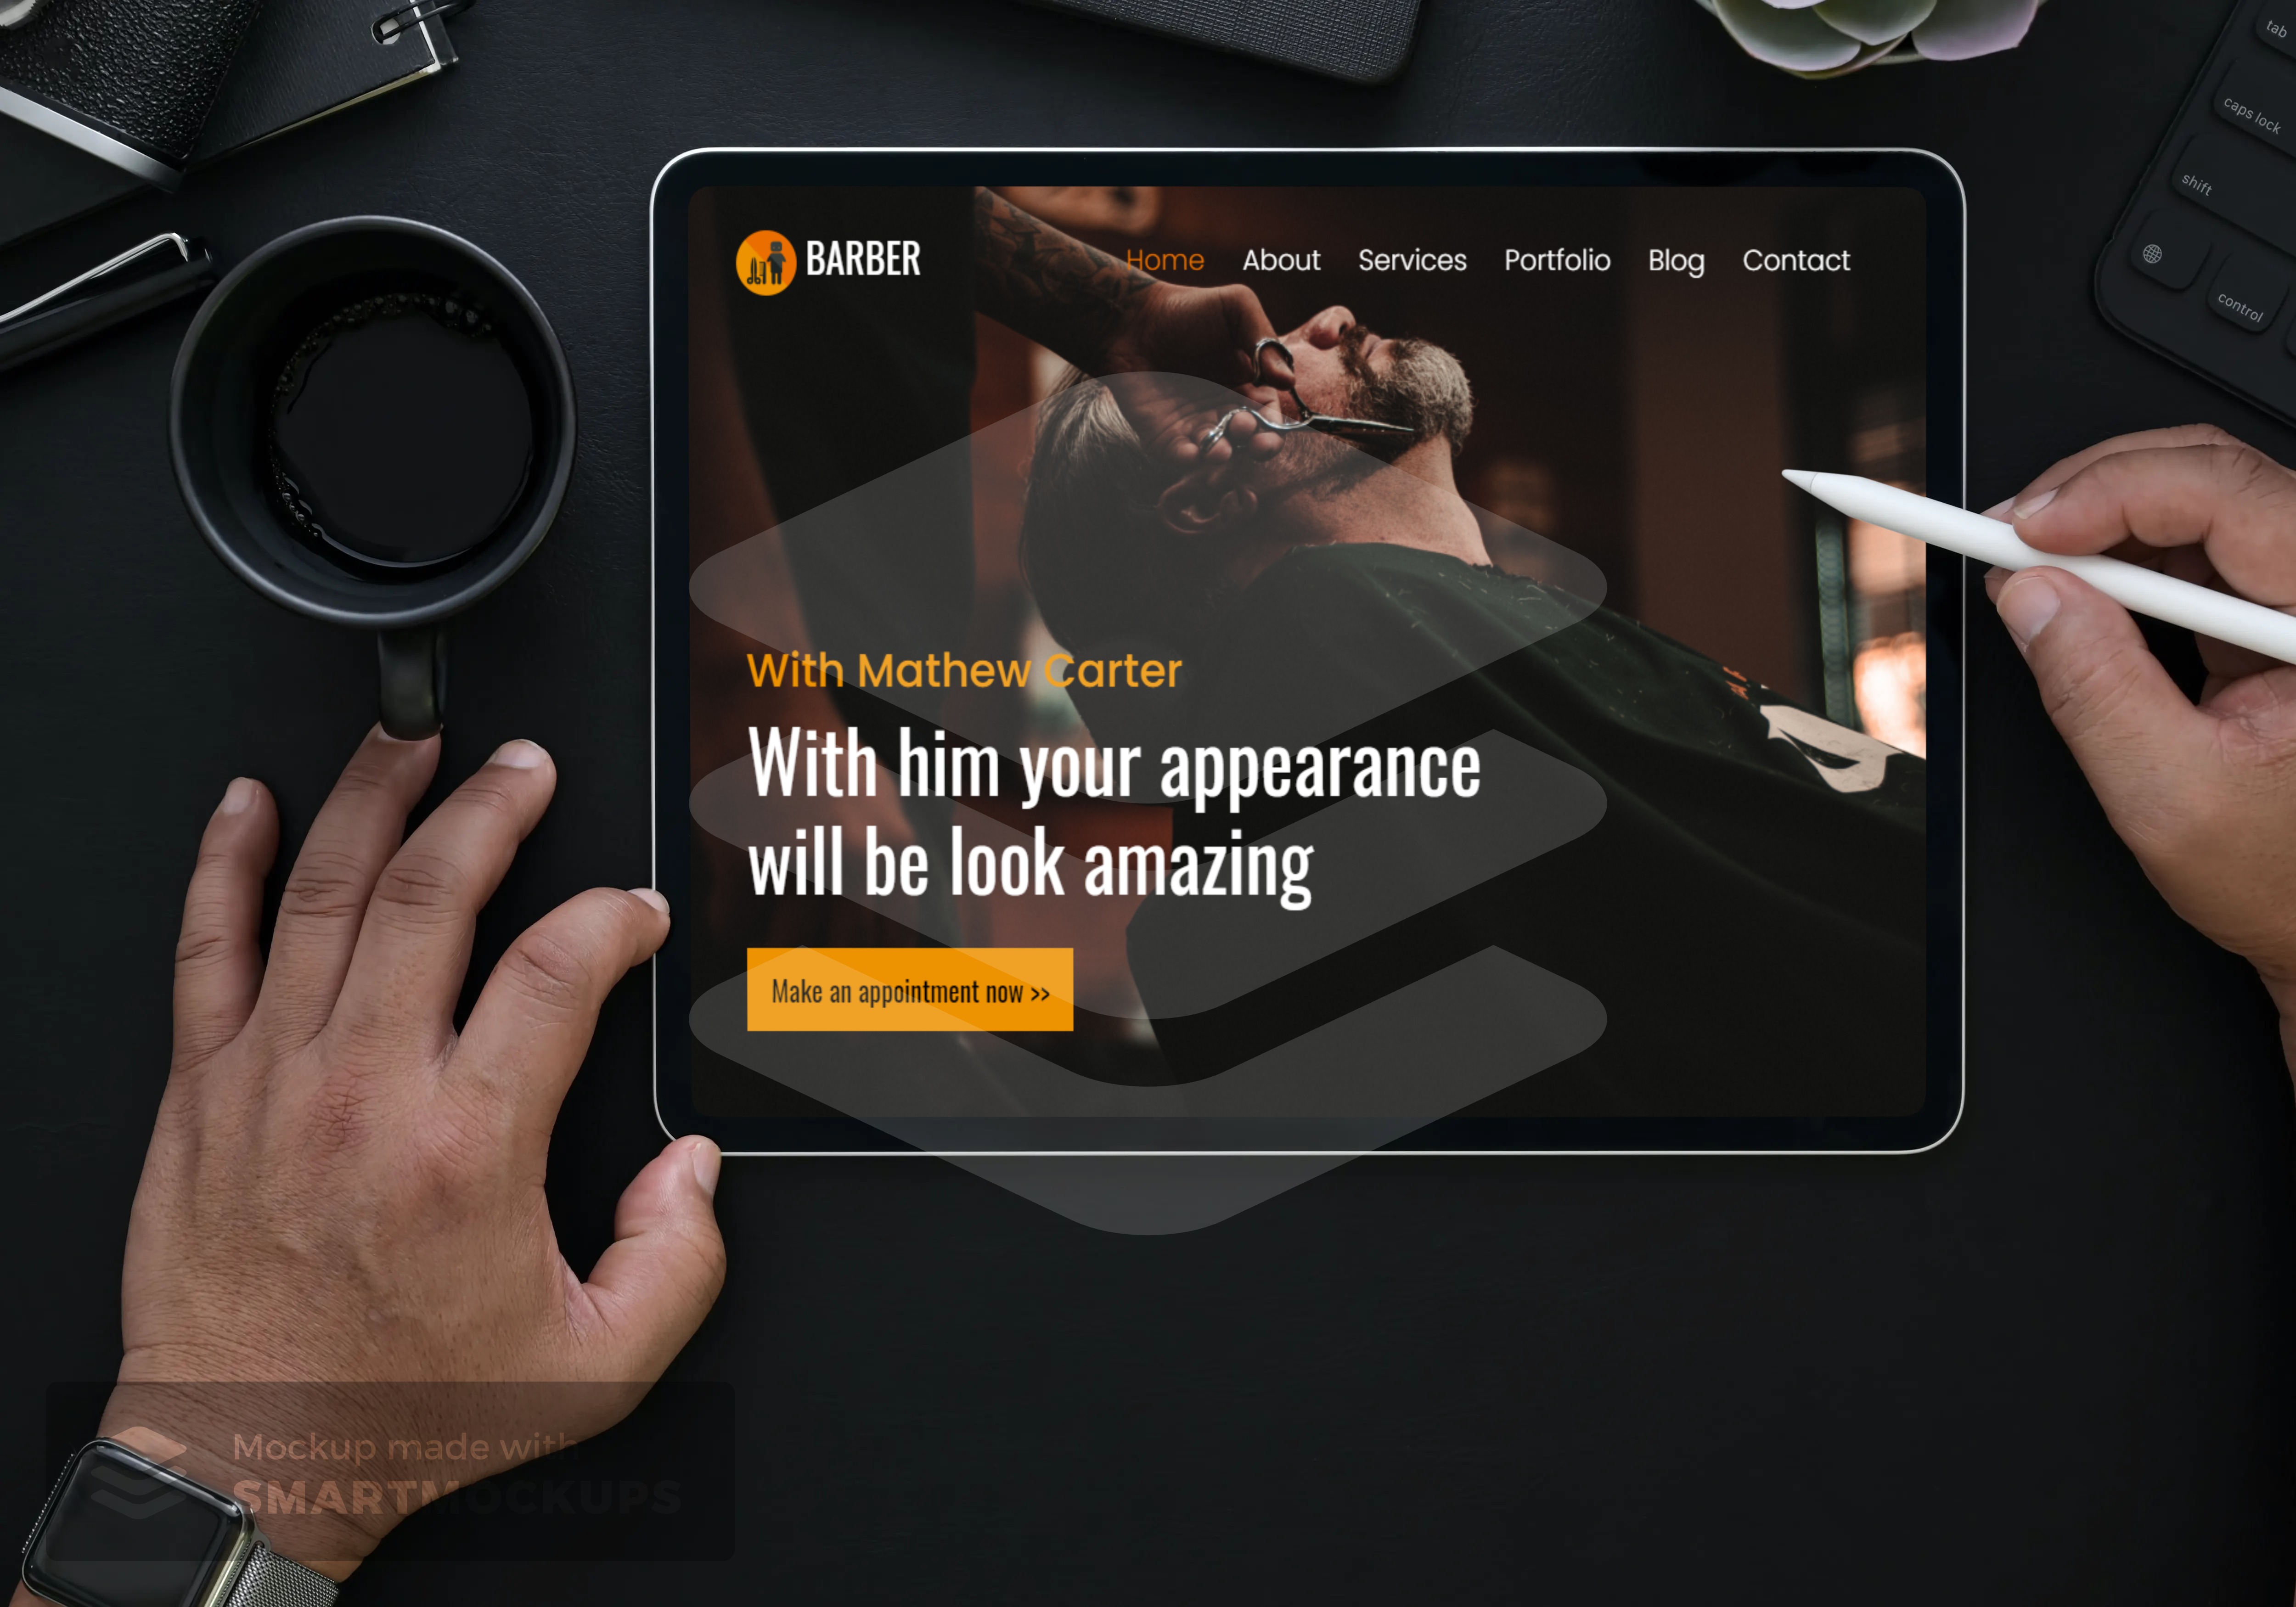 tab
caps lock
shift
control
BARBER
Home About Services Portfolio Blog Contact
With Mathew Carter
With him your appearance
will be look amazing
Make an appointment now >>
Mockup made with
SMARTMOCKUPS